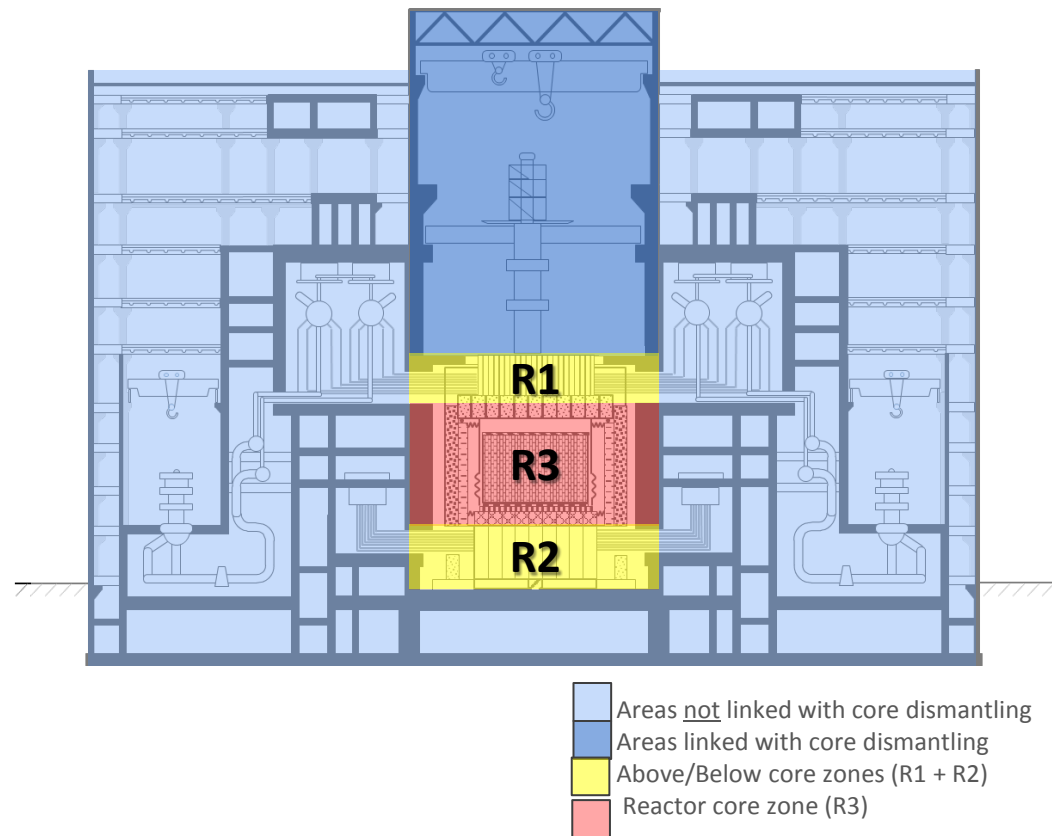 R1
R3
R2
Areas not linked with core dismantling
Areas linked with core dismantling
Above/Below core zones (R1 + R2)
Reactor core zone (R3)